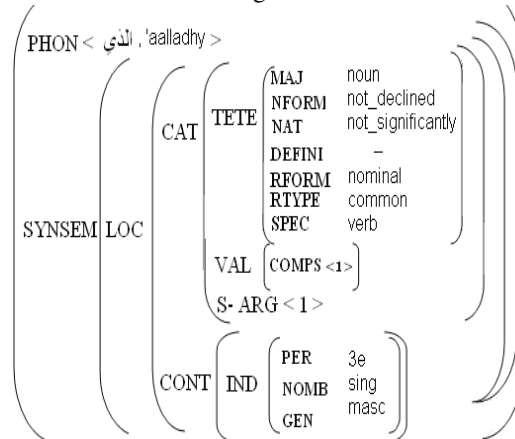 PHON < الذي , 'aalladhy >
MAJ noun
NFORM not_declined
CAT TETE NAT not_significantly
DEFINI –
RFORM nominal
RTYPE common
SYNSEM LOC SPEC verb
VAL COMPS <1>
S- ARG < 1 >
PER 3e
CONT IND NOMB sing
GEN masc